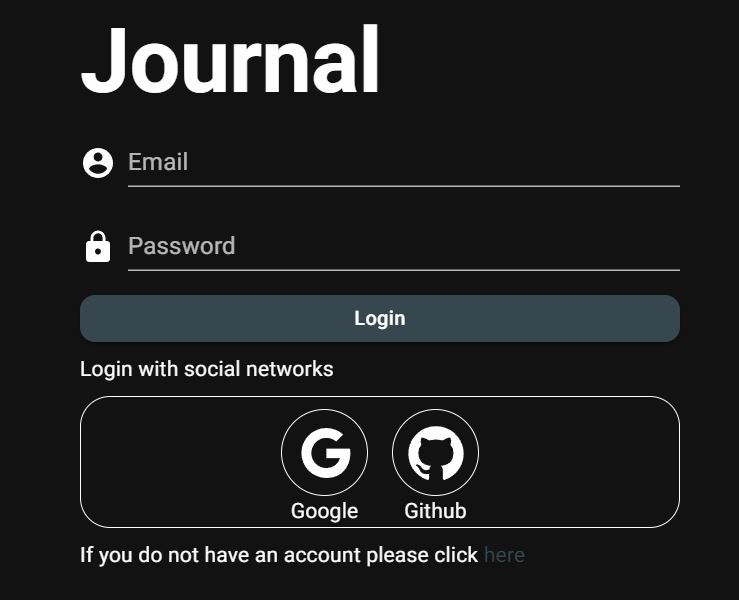 Journal
Email
Password
Login
Login with social networks
Google Github
If you do not have an account please click here